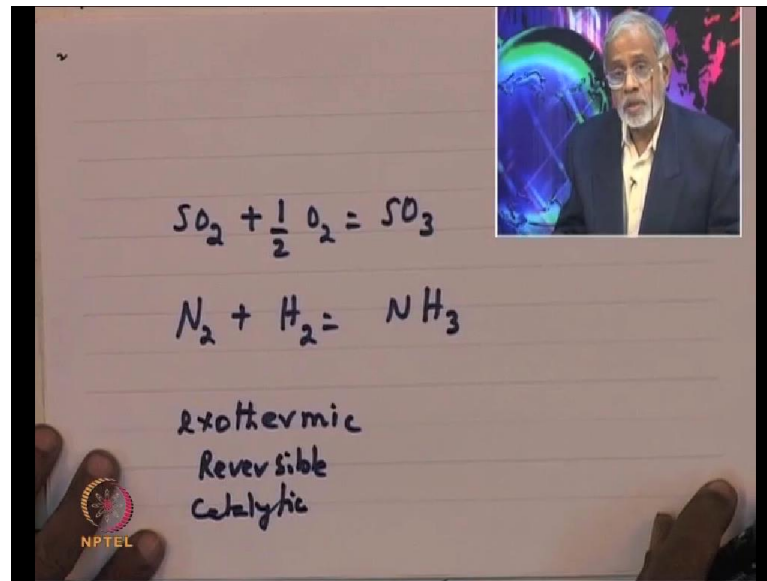 SO₂ + 1/2 O₂ = SO₃
N₂ + H₂ = NH₃
exothermic
Reversible
Catalytic
NPTEL